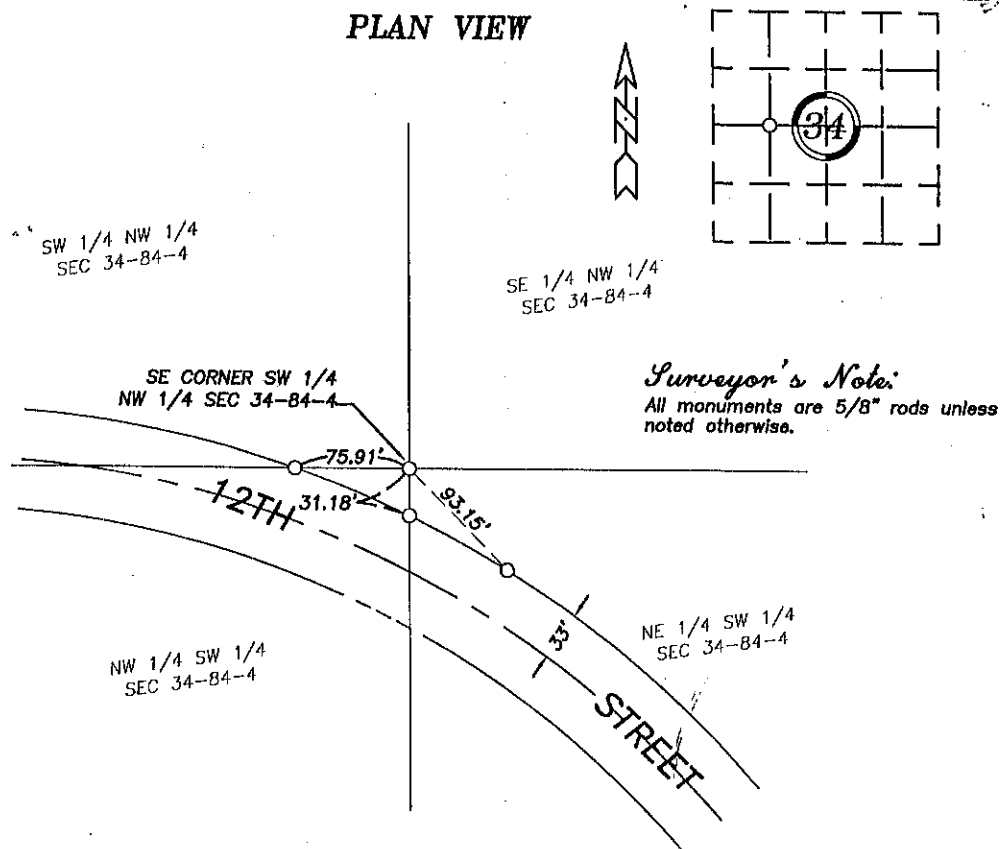 PLAN VIEW
N
34
SW 1/4 NW 1/4
SEC 34-84-4
SE 1/4 NW 1/4
SEC 34-84-4
SE CORNER SW 1/4
NW 1/4 SEC 34-84-4
Surveyor's Note:
All monuments are 5/8" rods unless
noted otherwise.
75.91'
31.18'
93.15'
12TH
33'
STREET
NE 1/4 SW 1/4
SEC 34-84-4
NW 1/4 SW 1/4
SEC 34-84-4